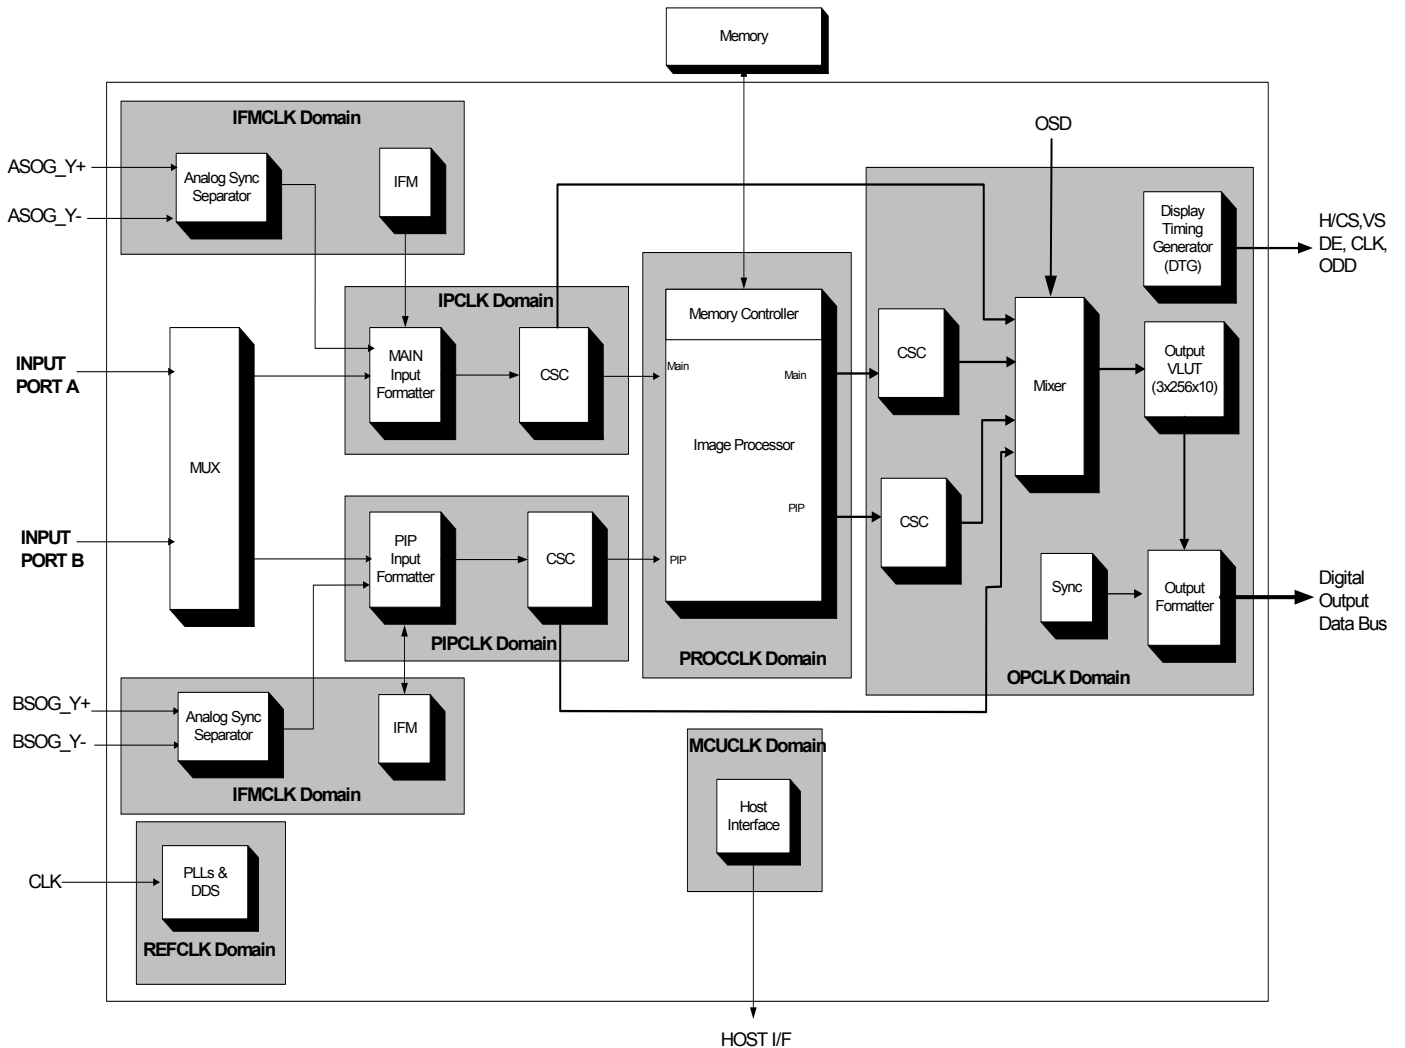 Memory
IFMCLK Domain
ASOG_Y+
ASOG_Y-
Analog Sync
Separator
IFM
OSD
Display
Timing
Generator
(DTG)
H/CS,VS
DE, CLK,
ODD
IPCLK Domain
MAIN
Input
Formatter
CSC
Memory Controller
Main
Main
Image Processor
PIP
PIP
PROCCLK Domain
CSC
CSC
Mixer
Output
VLUT
(3x256x10)
INPUT
PORT A
MUX
INPUT
PORT B
PIP
Input
Formatter
CSC
PIPCLK Domain
Sync
Output
Formatter
Digital
Output
Data Bus
OPCLK Domain
BSOG_Y+
BSOG_Y-
Analog Sync
Separator
IFM
IFMCLK Domain
MCUCLK Domain
Host
Interface
CLK
PLLs &
DDS
REFCLK Domain
HOST I/F